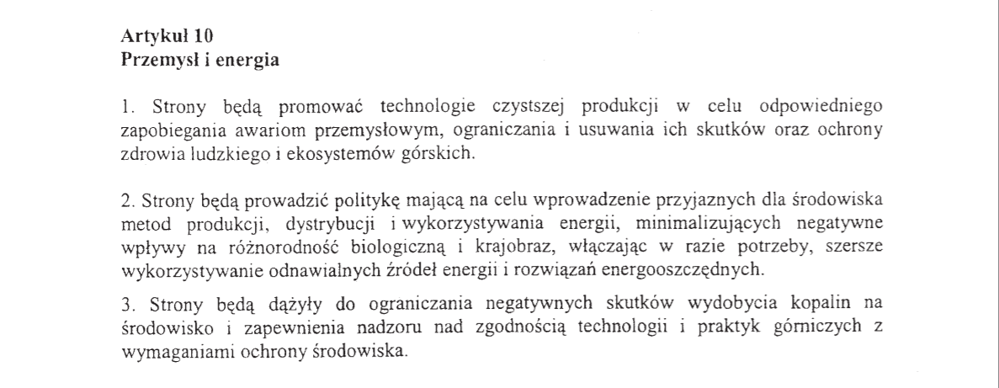 Artykuł 10
Przemysł i energia
1. Strony będą promować technologie czystszej produkcji w celu odpowiedniego
zapobiegania awariom przemysłowym, ograniczania i usuwania ich skutków oraz ochrony
zdrowia ludzkiego i ekosystemów górskich.
2. Strony będą prowadzić politykę mającą na celu wprowadzenie przyjaznych dla środowiska
metod produkcji, dystrybucji i wykorzystywania energii, minimalizujących negatywne
wpływy na różnorodność biologiczną i krajobraz, włączając w razie potrzeby, szersze
wykorzystywanie odnawialnych źródeł energii i rozwiązań energooszczędnych.
3. Strony będą dążyły do ograniczania negatywnych skutków wydobycia kopalin na
środowisko i zapewnienia nadzoru nad zgodnością technologii i praktyk górniczych z
wymaganiami ochrony środowiska.